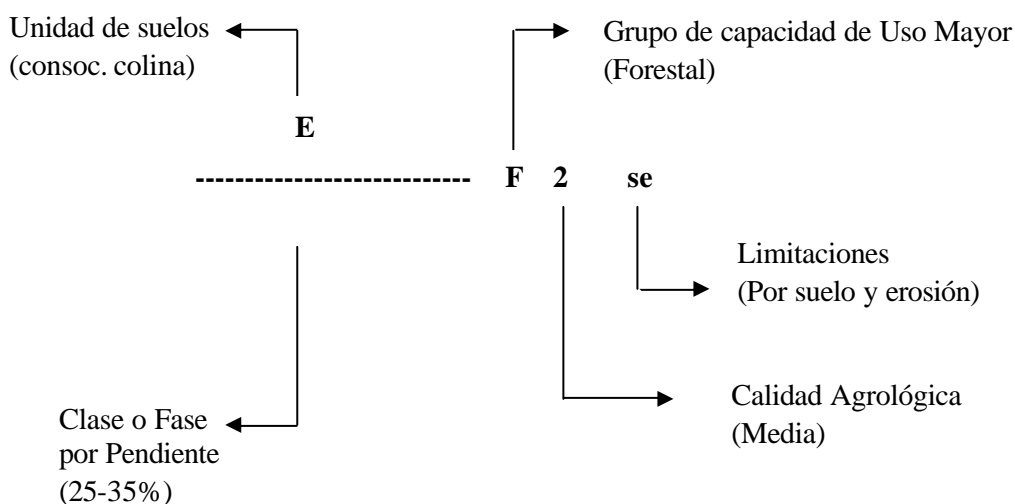 Unidad de suelos
(consoc. colina)
Grupo de capacidad de Uso Mayor
(Forestal)
E
--------------------------- F 2 se
Limitaciones
(Por suelo y erosión)
Calidad Agrológica
(Media)
Clase o Fase
por Pendiente
(25-35%)